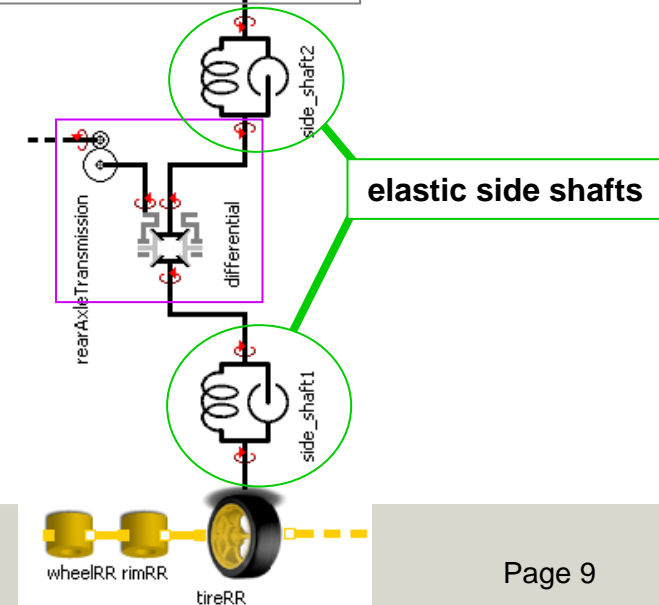 side_shaft2
elastic side shafts
rearAxleTransmission
differential
side_shaft1
wheelRR
rimRR
tireRR
Page 9